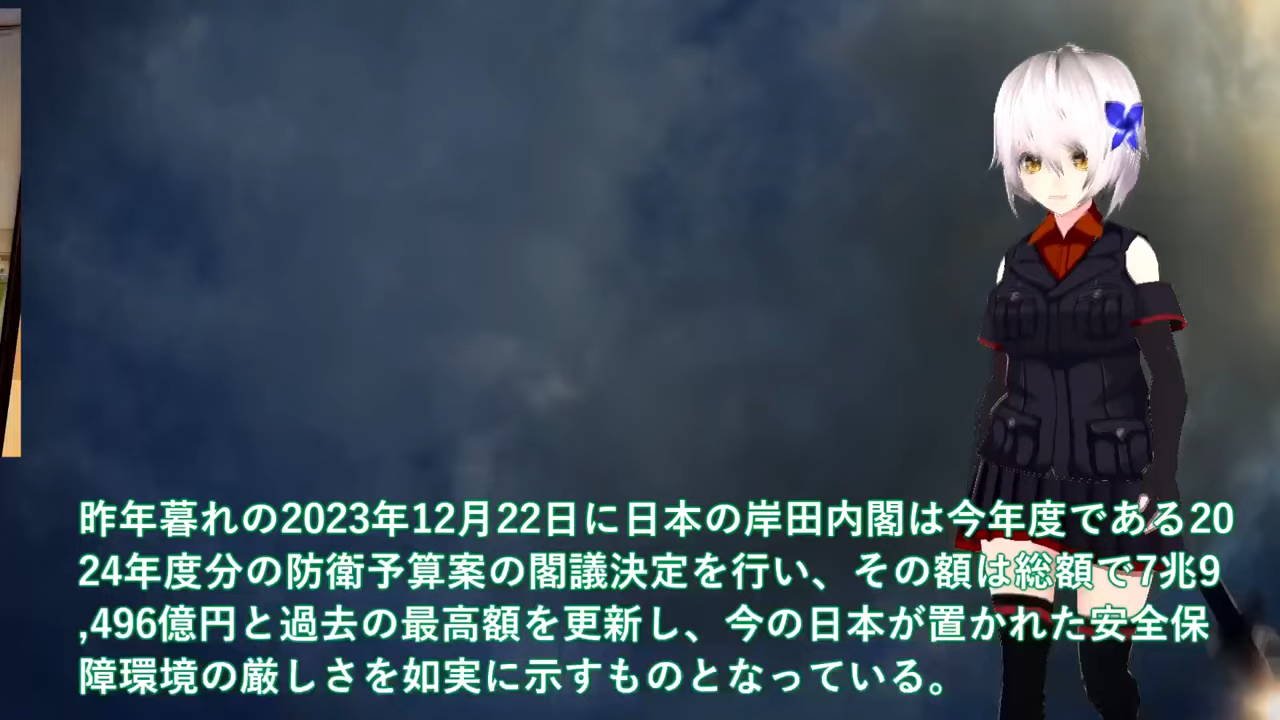 昨年暮れの2023年12月22日に日本の岸田内閣は今年度である20
24年度分の防衛予算案の閣議決定を行い、その額は総額で7兆9
,496億円と過去の最高額を更新し、今の日本が置かれた安全保
障環境の厳しさを如実に示すものとなっている。